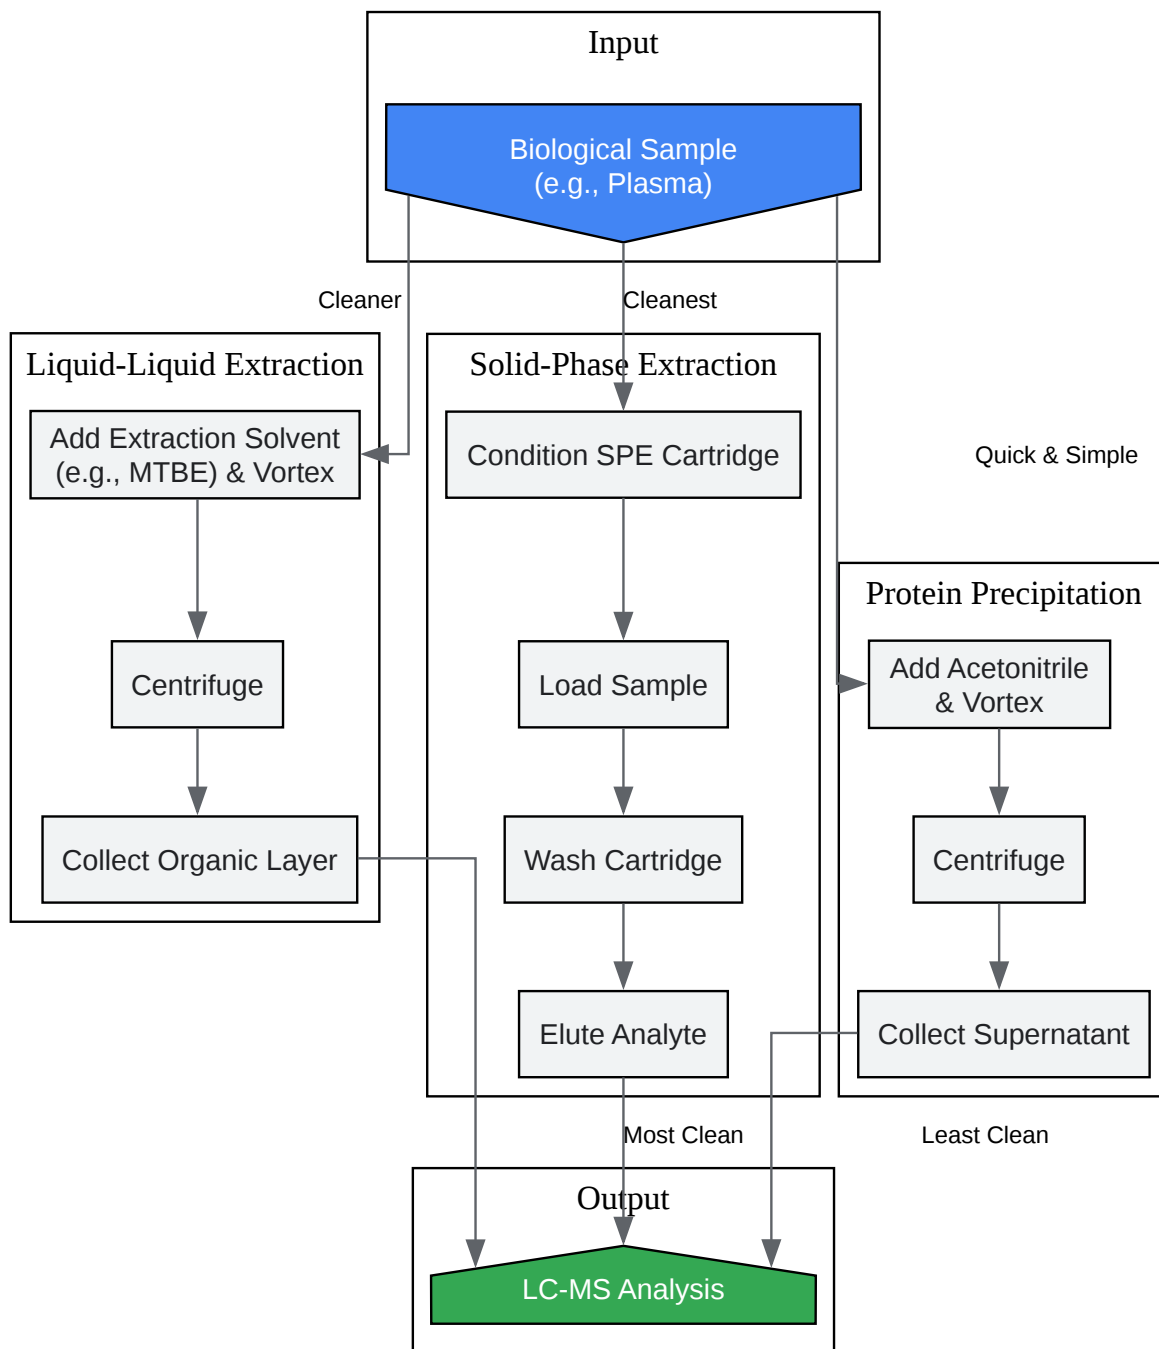 Input
Biological Sample
(e.g., Plasma)
Cleaner
Cleanest
Quick & Simple
Liquid-Liquid Extraction
Add Extraction Solvent
(e.g., MTBE) & Vortex
Centrifuge
Collect Organic Layer
Solid-Phase Extraction
Condition SPE Cartridge
Load Sample
Wash Cartridge
Elute Analyte
Protein Precipitation
Add Acetonitrile
& Vortex
Centrifuge
Collect Supernatant
Most Clean
Least Clean
Output
LC-MS Analysis